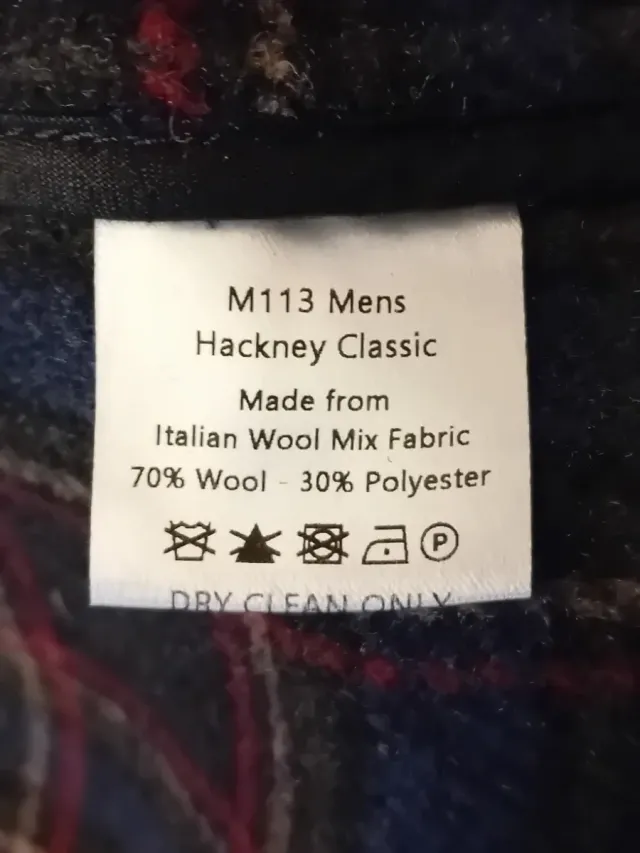 M113 Mens
Hackney Classic
Made from
Italian Wool Mix Fabric
70% Wool - 30% Polyester
P
DRY CLEAN ONLY